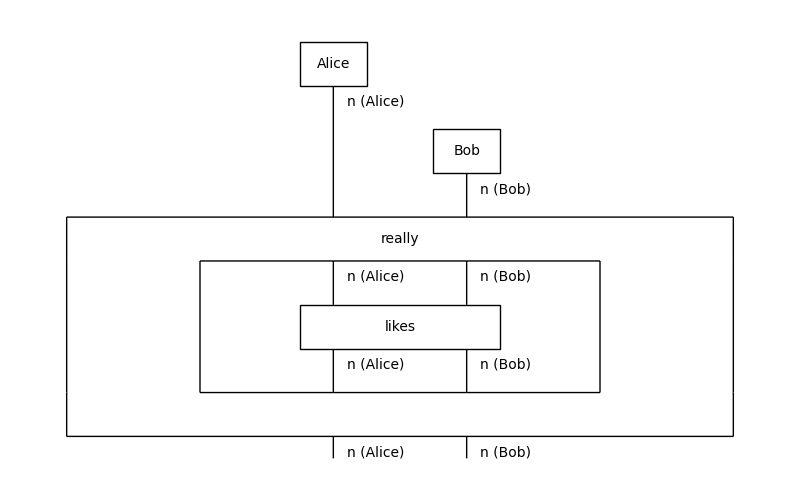 Alice
n (Alice)
Bob
n (Bob)
really
n (Alice) n (Bob)
likes
n (Alice) n (Bob)
n (Alice) n (Bob)